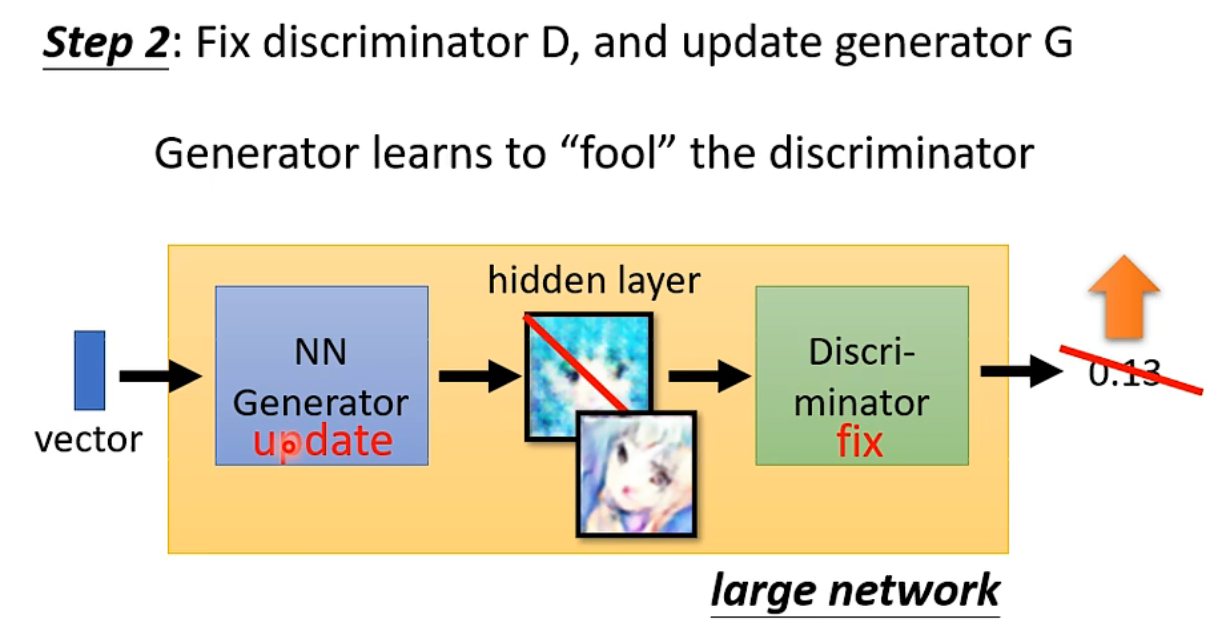 Step 2: Fix discriminator D, and update generator G
Generator learns to “fool” the discriminator
hidden layer
NN
Generator
update
Discri-
minator
fix
0.13
vector
large network